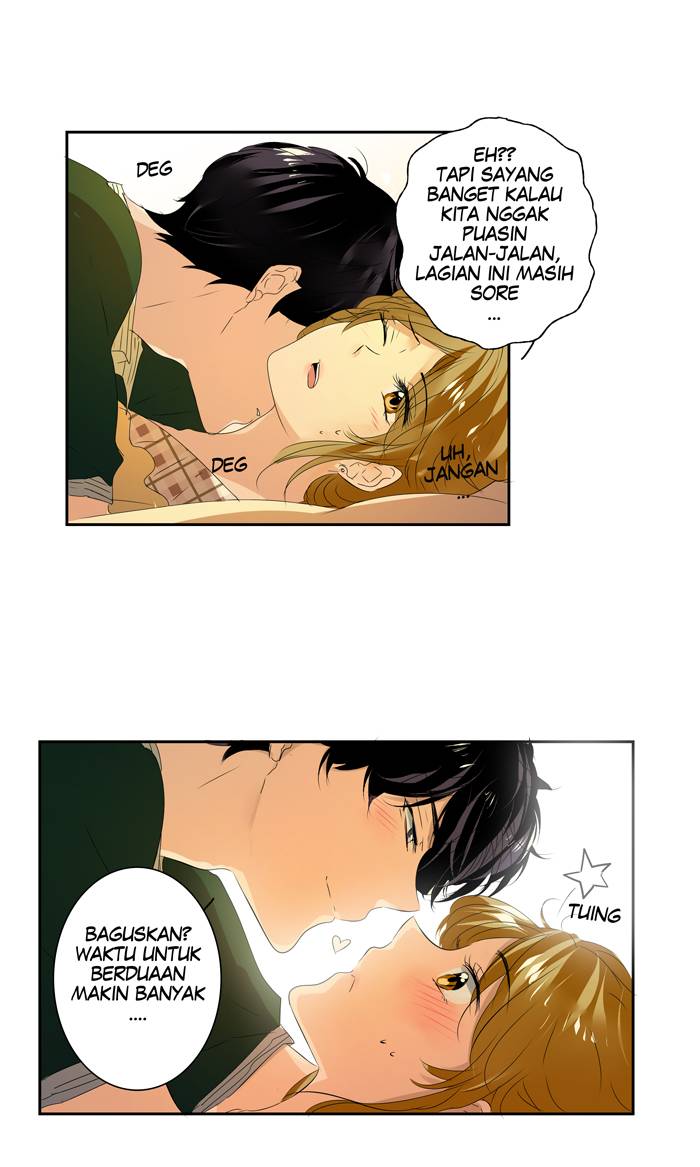 DEG
EH??
TAPI SAYANG
BANGET KALAU
KITA NGGAK
PUASIN
JALAN-JALAN,
LAGIAN INI MASIH
SORE
...
DEG
UH,
JANGAN
...
TUING
BAGUSKAN?
WAKTU UNTUK
BERDUAAN
MAKIN BANYAK
....